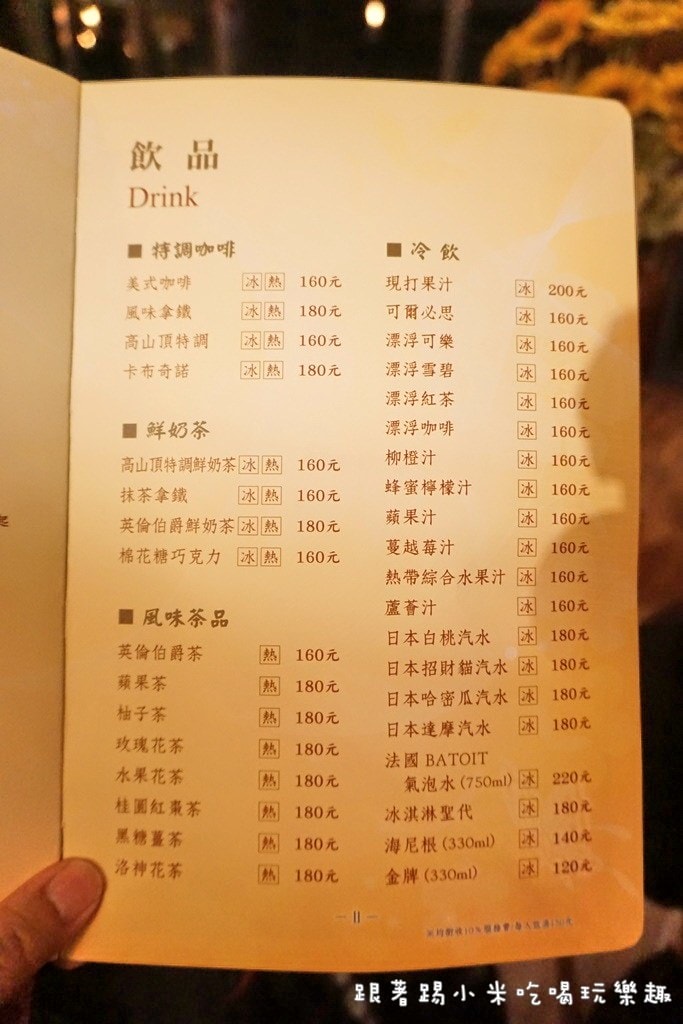 飲品
Drink
■ 特調咖啡
美式咖啡 冰 熱 160元
風味拿鐵 冰 熱 180元
高山頂特調 冰 熱 160元
卡布奇諾 冰 熱 180元
■ 鮮奶茶
高山頂特調鮮奶茶 冰 熱 160元
抹茶拿鐵 冰 熱 160元
英倫伯爵鮮奶茶 冰 熱 180元
棉花糖巧克力 冰 熱 160元
■ 風味茶品
英倫伯爵茶 熱 160元
蘋果茶 熱 180元
柚子茶 熱 180元
玫瑰花茶 熱 180元
水果花茶 熱 180元
桂圓紅棗茶 熱 180元
黑糖薑茶 熱 180元
洛神花茶 熱 180元
■ 冷飲
現打果汁 冰 200元
可爾必思 冰 160元
漂浮可樂 冰 160元
漂浮雪碧 冰 160元
漂浮紅茶 冰 160元
漂浮咖啡 冰 160元
柳橙汁 冰 160元
蜂蜜檸檬汁 冰 160元
蘋果汁 冰 160元
蔓越莓汁 冰 160元
熱帶綜合水果汁 冰 160元
蘆薈汁 冰 160元
日本白桃汽水 冰 180元
日本招財貓汽水 冰 180元
日本哈密瓜汽水 冰 180元
日本達摩汽水 冰 180元
法國 BATOIT
氣泡水 (750ml) 冰 220元
冰淇淋聖代 冰 180元
海尼根 (330ml) 冰 140元
金牌 (330ml) 冰 120元
11
跟著踢小米吃喝玩樂趣